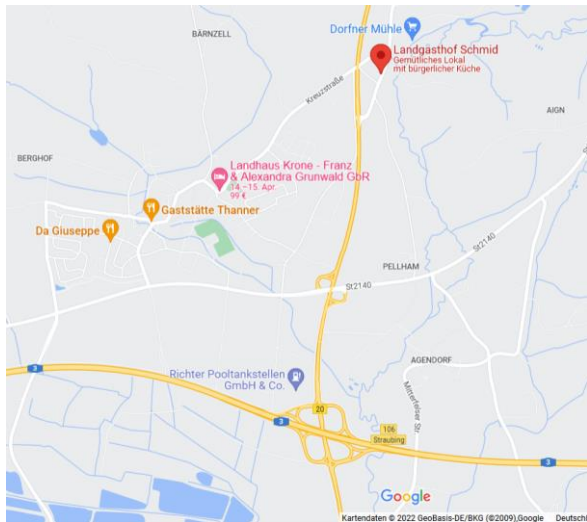 BÄRNZELL
Dorfner Mühle
Landgasthof Schmid
Gemütliches Lokal
mit bürgerlicher Küche
Kreuzstraße
AIGN
BERGHOF
Landhaus Krone - Franz
& Alexandra Grunwald GbR
14.–15. Apr.
99 €
Gaststätte Thanner
Da Giuseppe
St2140
PELLHAM
St2140
AGENDORF
3
Richter Pooltankstellen
GmbH & Co.
Mitterfelser Str
20
3
106
Straubing
3
Google
Kartendaten © 2022 GeoBasis-DE/BKG (©2009),Google Deutschl